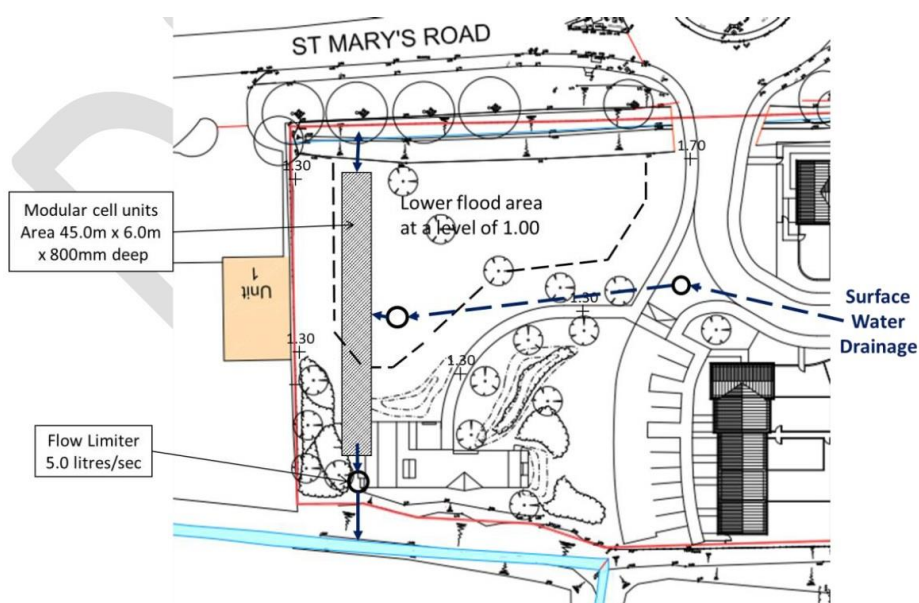 ST MARY'S ROAD
1.30
1.70
Modular cell units
Area 45.0m x 6.0m
x 800mm deep
Lower flood area
at a level of 1.00
Unit
1
Surface
Water
Drainage
1.30
1.30
1.30
Flow Limiter
5.0 litres/sec